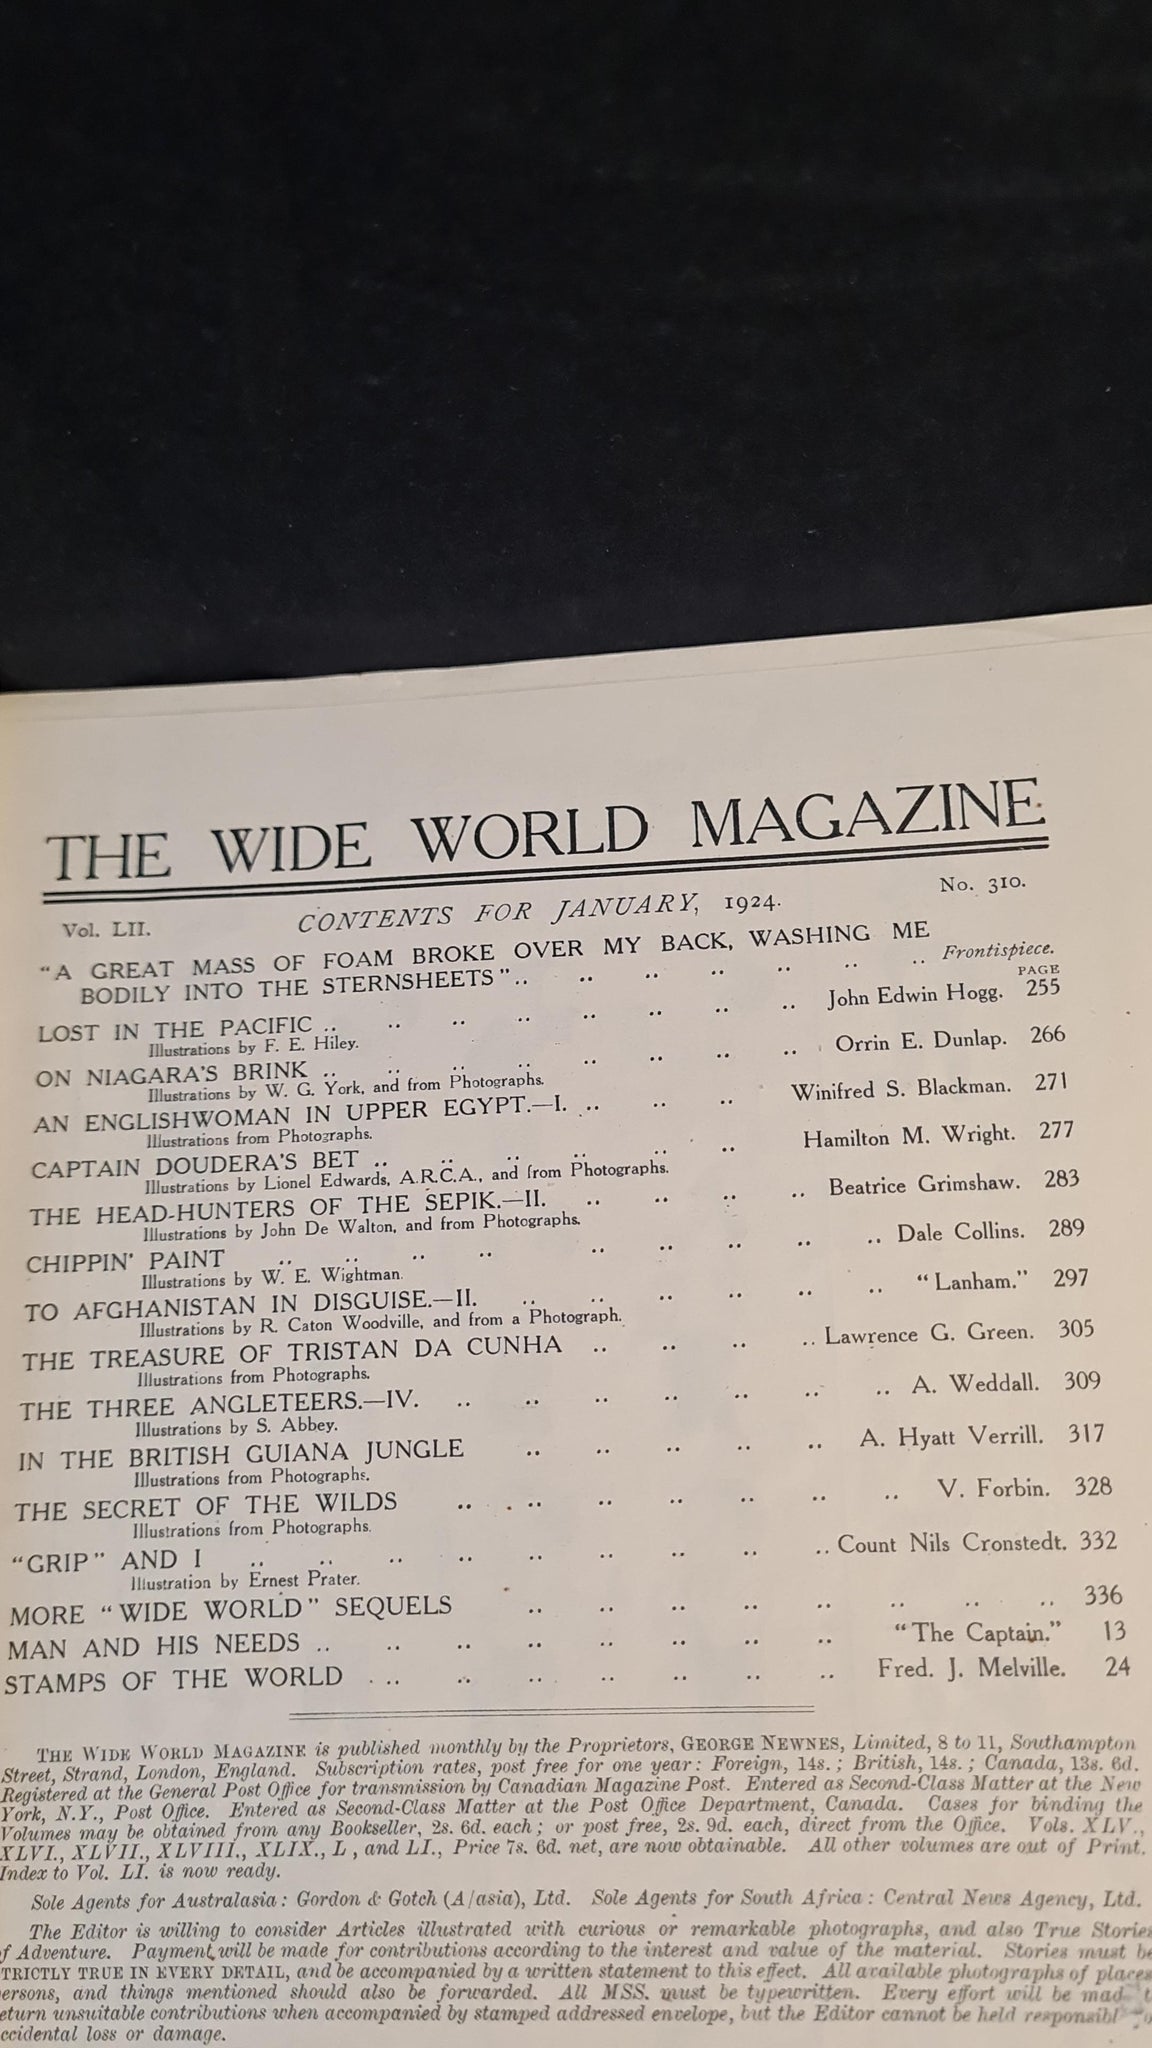 THE WIDE WORLD MAGAZINE.
Vol. LII. CONTENTS FOR JANUARY, 1924. No. 310.
"A GREAT MASS OF FOAM BROKE OVER MY BACK, WASHING ME
BODILY INTO THE STERNSHEETS" .. .. .. .. .. .. .. Frontispiece.
PAGE
LOST IN THE PACIFIC .. .. .. .. .. .. .. .. John Edwin Hogg. 255
Illustrations by F. E. Hiley.
ON NIAGARA'S BRINK .. .. .. .. .. .. .. .. Orrin E. Dunlap. 266
Illustrations by W. G. York, and from Photographs.
AN ENGLISHWOMAN IN UPPER EGYPT.—I. .. .. .. Winifred S. Blackman. 271
Illustrations from Photographs.
CAPTAIN DOUDERA'S BET .. .. .. .. .. .. Hamilton M. Wright. 277
Illustrations by Lionel Edwards, A.R.C.A., and from Photographs.
THE HEAD-HUNTERS OF THE SEPIK.—II. .. .. .. .. Beatrice Grimshaw. 283
Illustrations by John De Walton, and from Photographs.
CHIPPIN' PAINT .. .. .. .. .. .. .. .. .. Dale Collins. 289
Illustrations by W. E. Wightman.
TO AFGHANISTAN IN DISGUISE.—II. .. .. .. .. .. .. "Lanham." 297
Illustrations by R. Caton Woodville, and from a Photograph.
THE TREASURE OF TRISTAN DA CUNHA .. .. .. .. Lawrence G. Green. 305
Illustrations from Photographs.
THE THREE ANGLETEERS.—IV. .. .. .. .. .. .. .. A. Weddall. 309
Illustrations by S. Abbey.
IN THE BRITISH GUIANA JUNGLE .. .. .. .. .. A. Hyatt Verrill. 317
Illustrations from Photographs.
THE SECRET OF THE WILDS .. .. .. .. .. .. .. V. Forbin. 328
Illustrations from Photographs.
"GRIP" AND I .. .. .. .. .. .. .. .. .. Count Nils Cronstedt. 332
Illustration by Ernest Prater.
MORE "WIDE WORLD" SEQUELS .. .. .. .. .. .. .. .. 336
MAN AND HIS NEEDS .. .. .. .. .. .. .. .. "The Captain." 13
STAMPS OF THE WORLD .. .. .. .. .. .. .. Fred. J. Melville. 24
THE WIDE WORLD MAGAZINE is published monthly by the Proprietors, GEORGE NEWNES, Limited, 8 to 11, Southampton
Street, Strand, London, England. Subscription rates, post free for one year: Foreign, 14s.; British, 14s.; Canada, 13s. 6d.
Registered at the General Post Office for transmission by Canadian Magazine Post. Entered as Second-Class Matter at the New
York, N.Y., Post Office. Entered as Second-Class Matter at the Post Office Department, Canada. Cases for binding the
Volumes may be obtained from any Bookseller, 2s. 6d. each; or post free, 2s. 9d. each, direct from the Office. Vols. XLV.,
XLVI., XLVII., XLVIII., XLIX., L, and LI., Price 7s. 6d. net, are now obtainable. All other volumes are out of Print.
Index to Vol. LI. is now ready.
Sole Agents for Australasia: Gordon & Gotch (A/asia), Ltd. Sole Agents for South Africa: Central News Agency, Ltd.
The Editor is willing to consider Articles illustrated with curious or remarkable photographs, and also True Stories
f Adventure. Payment will be made for contributions according to the interest and value of the material. Stories must be
TRICTLY TRUE IN EVERY DETAIL, and be accompanied by a written statement to this effect. All available photographs of places
ersons, and things mentioned should also be forwarded. All MSS. must be typewritten. Every effort will be mad
eturn unsuitable contributions when accompanied by stamped addressed envelope, but the Editor cannot be held responsibl
ccidental loss or damage.